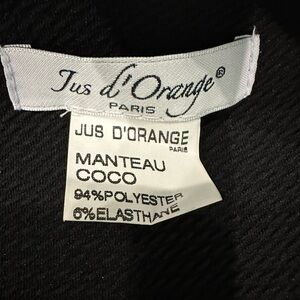 Jus d'Orange®
PARIS
JUS D'ORANGE
PARIS
MANTEAU
COCO
94%POLYESTER
6%ELASTHANE